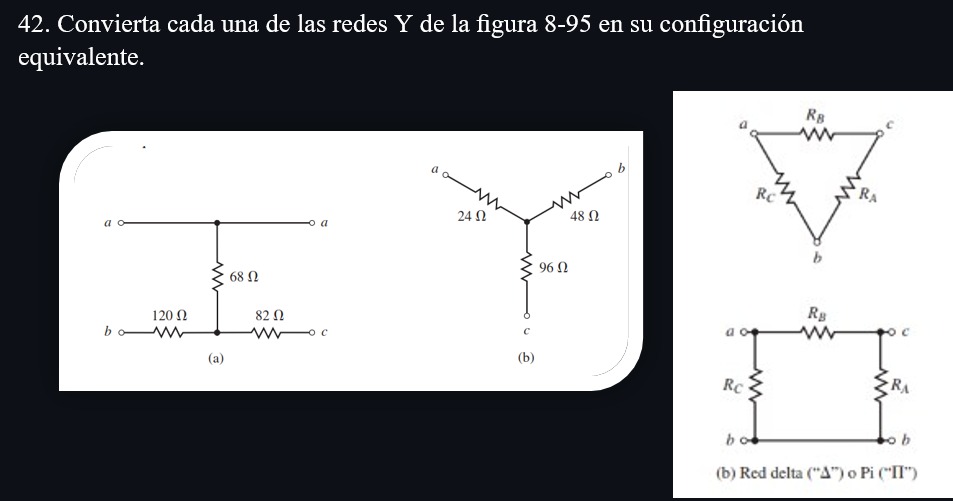 42. Convierta cada una de las redes Y de la figura 8-95 en su configuración
equivalente.
a
a
68 Ω
120 Ω
82 Ω
b
c
(a)
a
b
24 Ω
48 Ω
96 Ω
c
(b)
R_B
a
c
R_C
R_A
b
R_B
a
c
R_C
R_A
b
b
(b) Red delta ("Δ") o Pi ("Π")